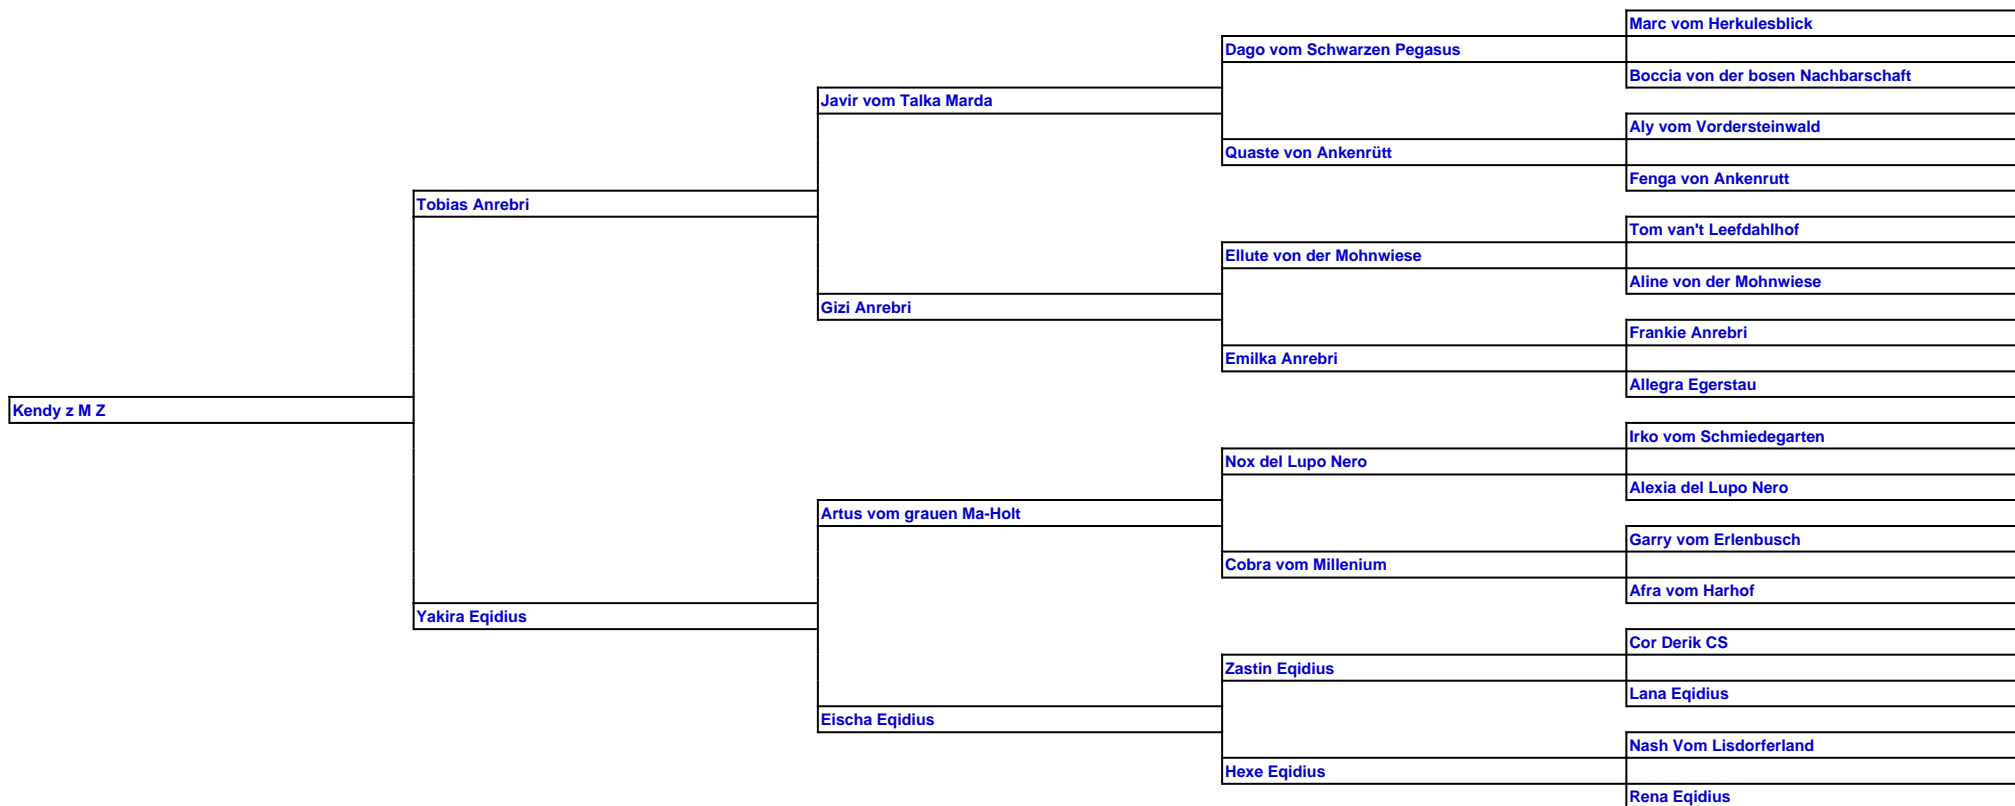 Marc vom Herkulesblick
Dago vom Schwarzen Pegasus
Boccia von der bosen Nachbarschaft
Javir vom Talka Marda
Aly vom Vordersteinwald
Quaste von Ankenrütt
Fenga von Ankenrutt
Tobias Anrebri
Tom van't Leefdahlhof
Ellute von der Mohnwiese
Aline von der Mohnwiese
Gizi Anrebri
Frankie Anrebri
Emilka Anrebri
Allegra Egerstau
Kendy z M Z
Irko vom Schmiedegarten
Nox del Lupo Nero
Alexia del Lupo Nero
Artus vom grauen Ma-Holt
Garry vom Erlenbusch
Cobra vom Millenium
Afra vom Harhof
Yakira Eqidius
Cor Derik CS
Zastin Eqidius
Lana Eqidius
Eischa Eqidius
Nash Vom Lisdorferland
Hexe Eqidius
Rena Eqidius